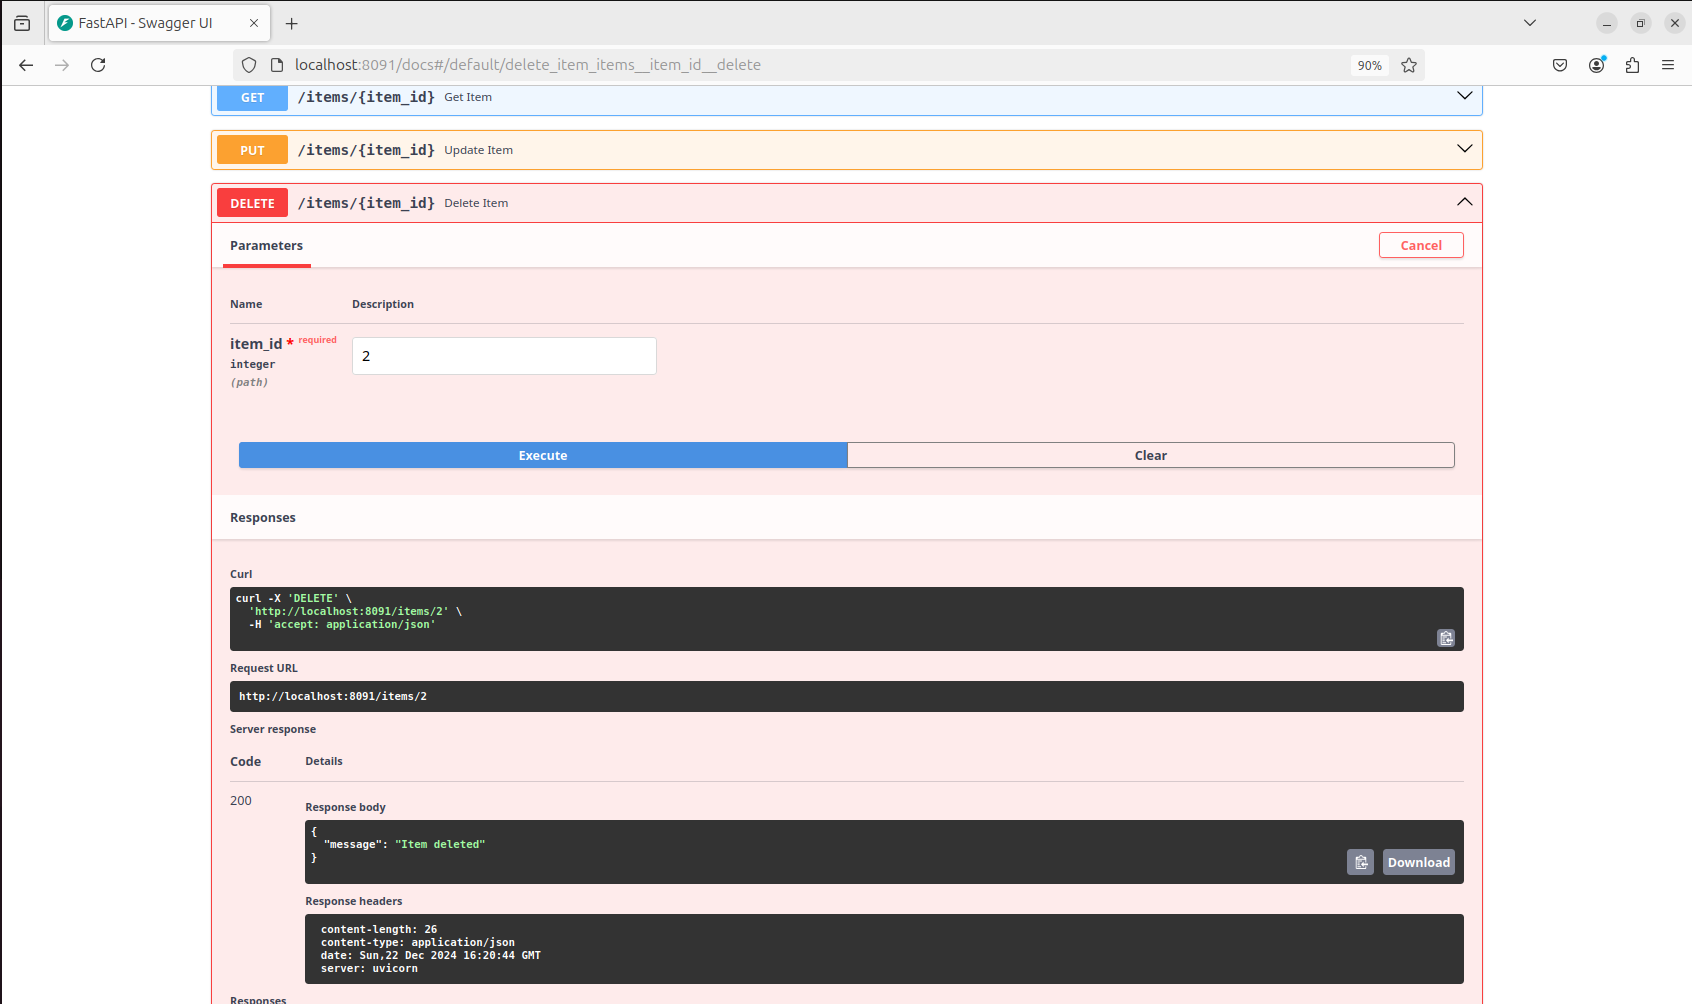 FastAPI - Swagger UI
localhost:8091/docs#/default/delete_item_items__item_id__delete
90%
GET /items/{item_id} Get Item
PUT /items/{item_id} Update Item
DELETE /items/{item_id} Delete Item
Parameters
Cancel
Name Description
item_id * required
integer
(path)
2
Execute
Clear
Responses
Curl
curl -X 'DELETE' \
'http://localhost:8091/items/2' \
-H 'accept: application/json'
Request URL
http://localhost:8091/items/2
Server response
Code Details
200
Response body
{
"message": "Item deleted"
}
Download
Response headers
content-length: 26
content-type: application/json
date: Sun,22 Dec 2024 16:20:44 GMT
server: uvicorn
Responses